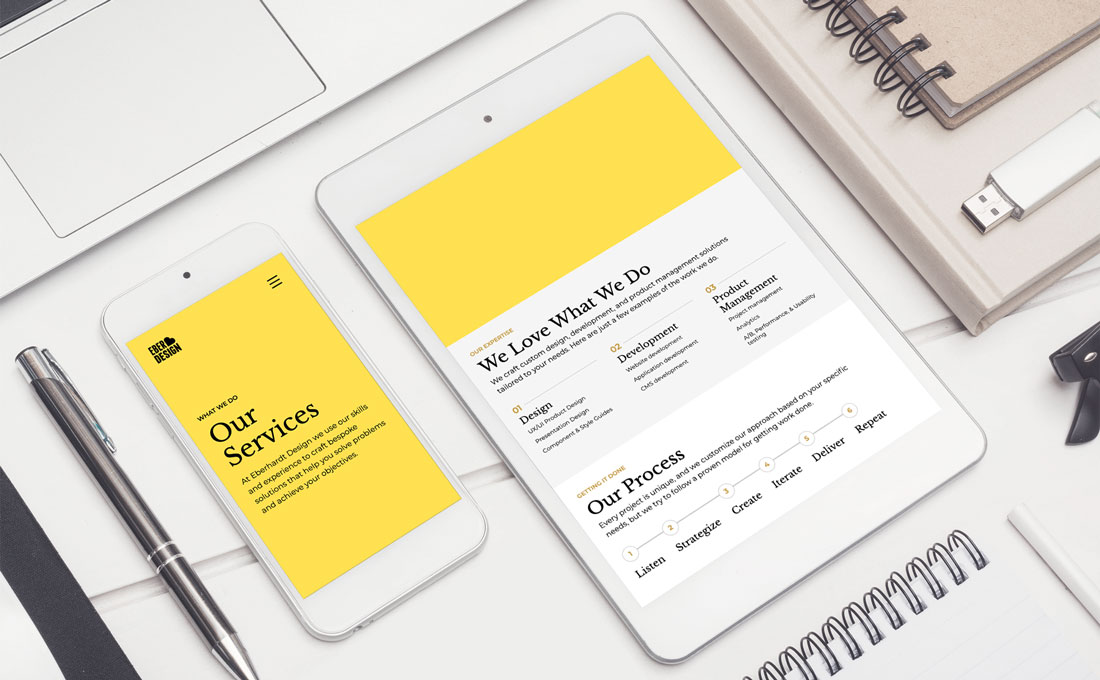 EBER
DESIGN
WHAT WE DO
Our
Services
At Eberhardt Design we use our skills
and experience to craft bespoke
solutions that help you solve problems
and achieve your objectives.
OUR EXPERTISE
We Love What We Do
We craft custom design, development, and product management solutions
tailored to your needs. Here are just a few examples of the work we do.
01
Design
UX/UI Product Design
Presentation Design
Component & Style Guides
02
Development
Website development
Application development
CMS development
03
Product
Management
Project management
Analytics
A/B, Performance, & Usability
testing
GETTING IT DONE
Our Process
Every project is unique, and we customize our approach based on your specific
needs, but we try to follow a proven model for getting work done.
1
Listen
2
Strategize
3
Create
4
Iterate
5
Deliver
6
Repeat